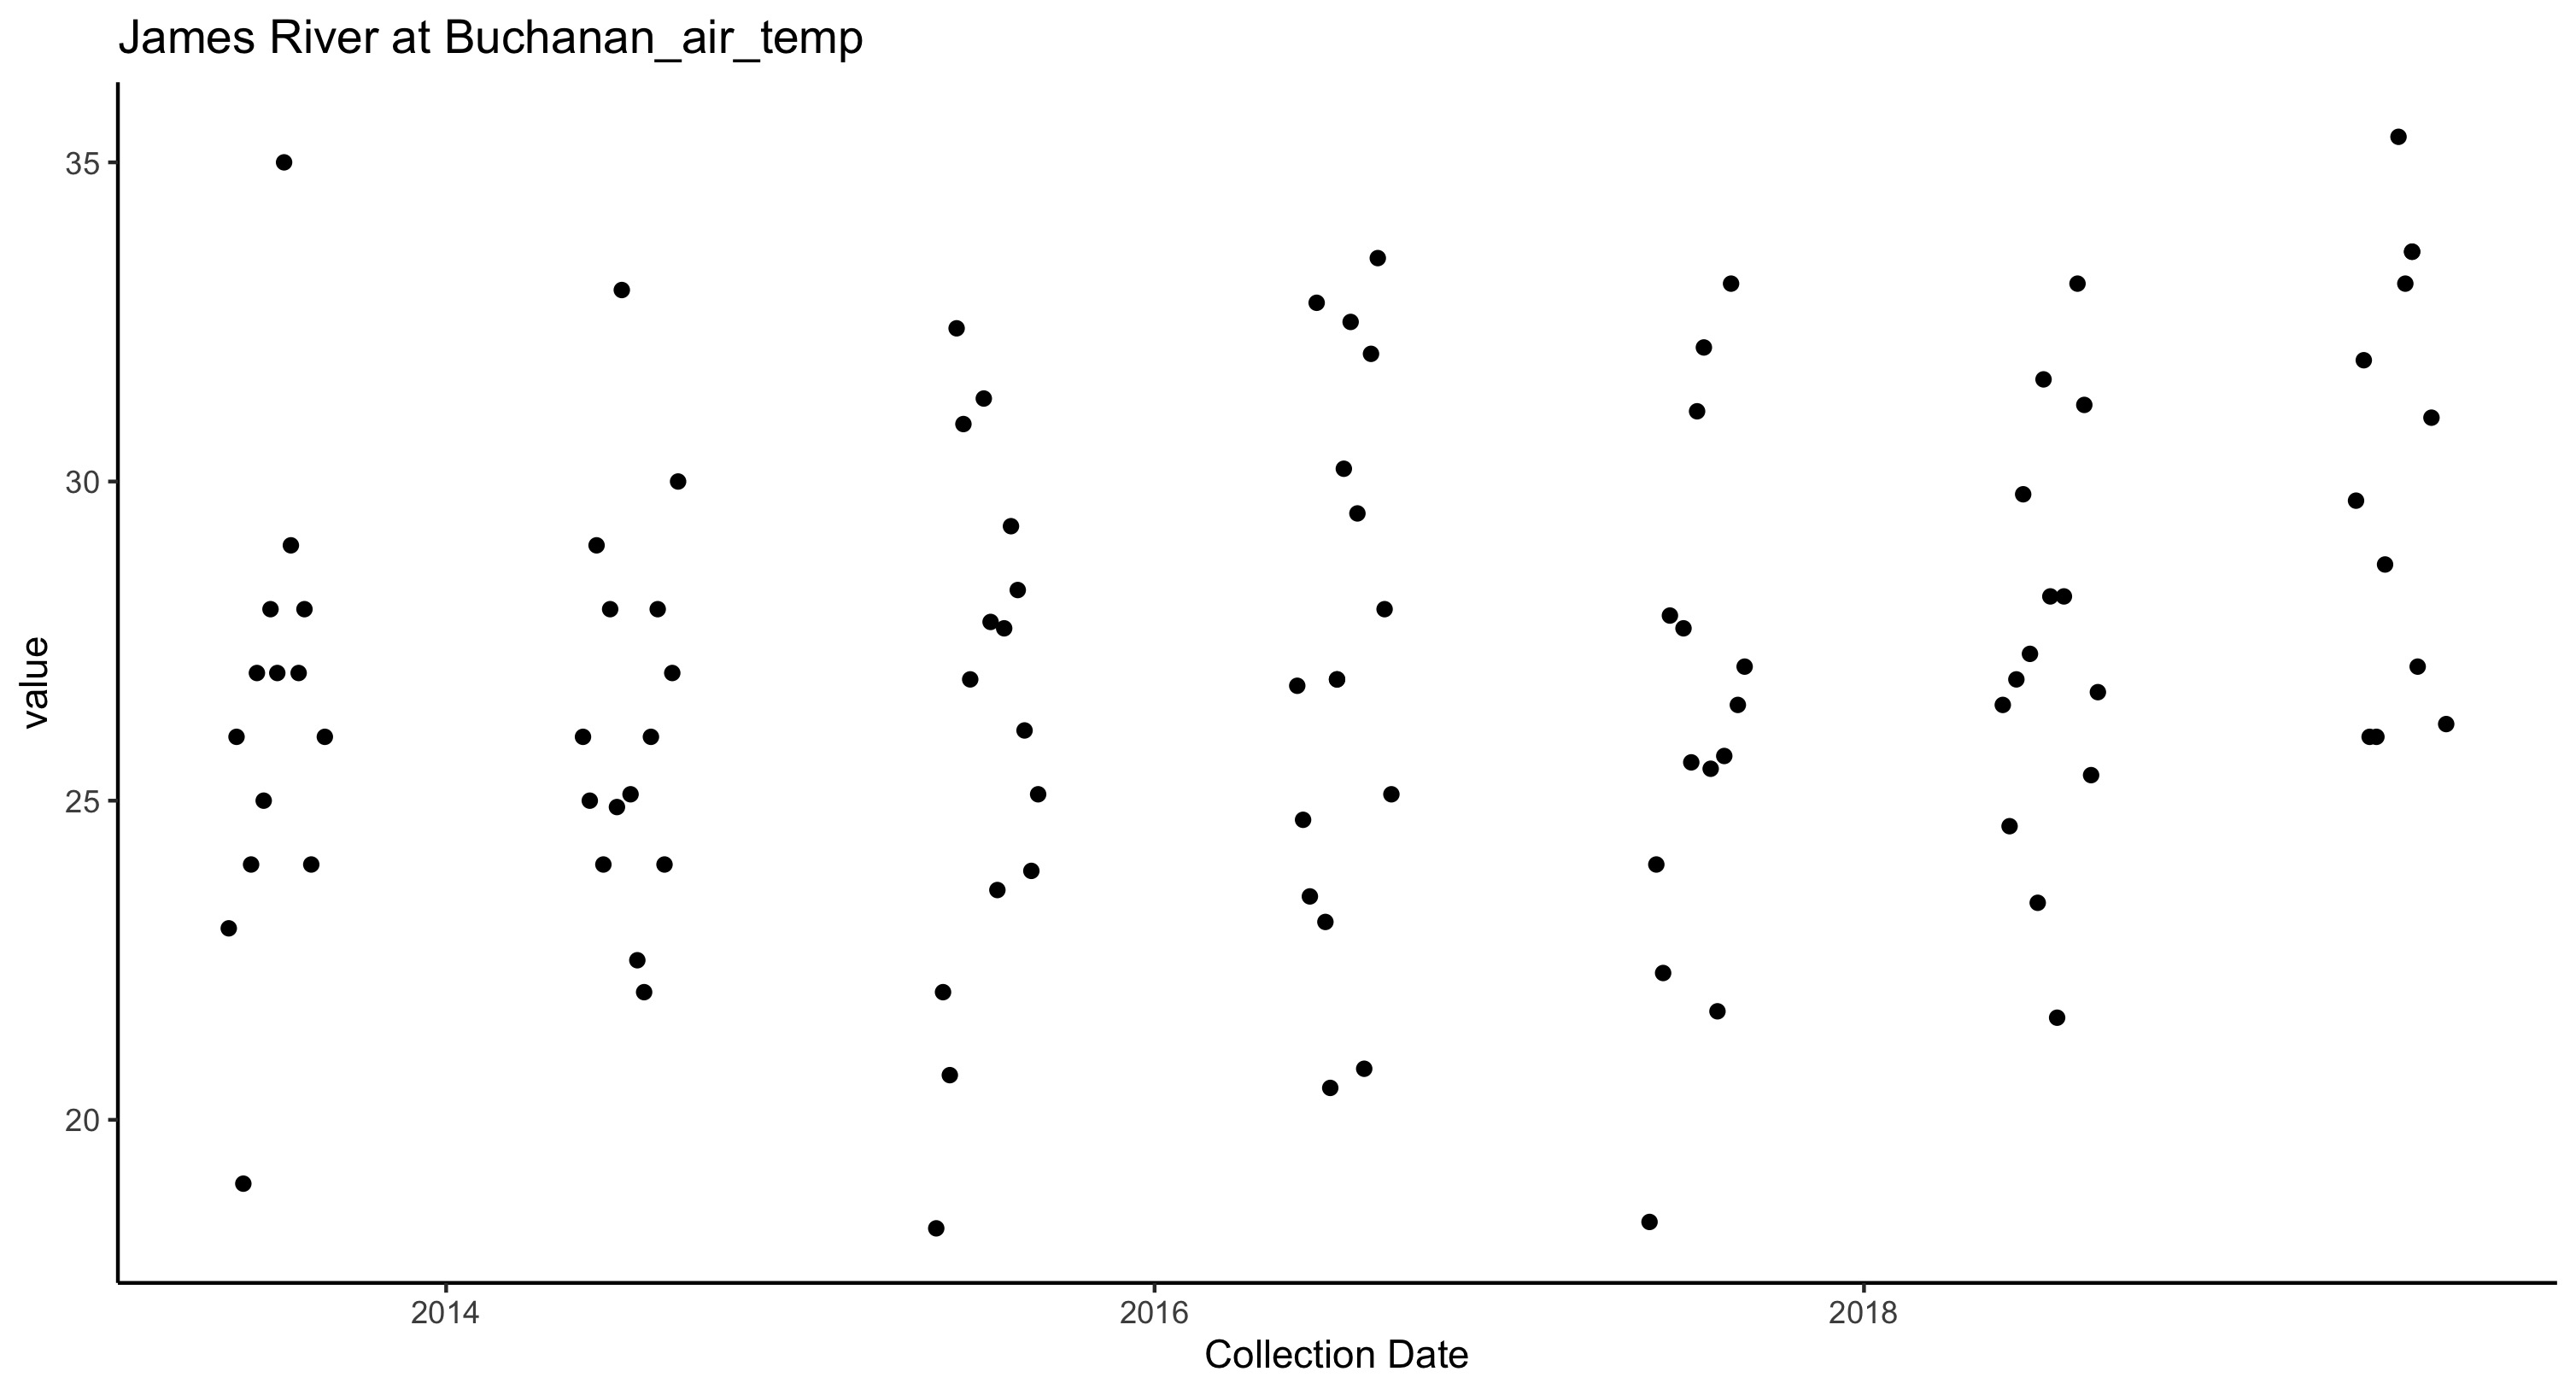 James River at Buchanan_air_temp
35
30
25
20
value
2014
2016
2018
Collection Date